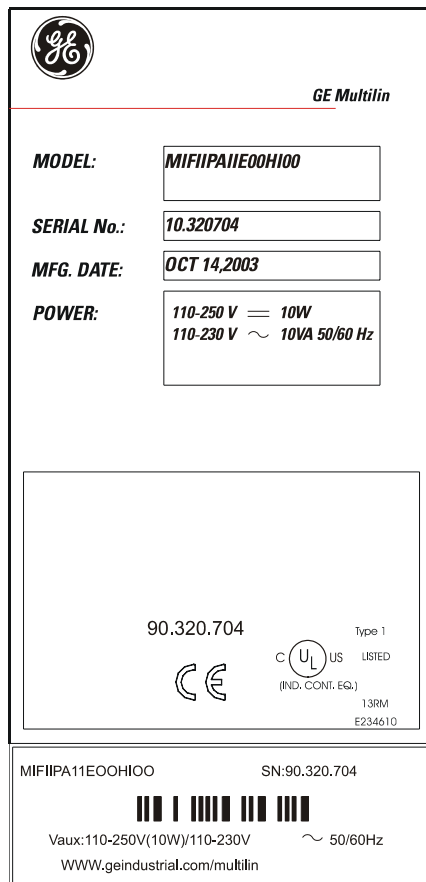 GE
GE Multilin
MODEL: MIFIIPAIIE00HI00
SERIAL No.: 10.320704
MFG. DATE: OCT 14,2003
POWER: 110-250 V ⎓ 10W
110-230 V ~ 10VA 50/60 Hz
90.320.704
Type 1
C UL US LISTED
(IND. CONT. EQ.)
CE
13RM
E234610
MIFIIPA11EOOHIOO SN:90.320.704
Vaux:110-250V(10W)/110-230V ~ 50/60Hz
WWW.geindustrial.com/multilin